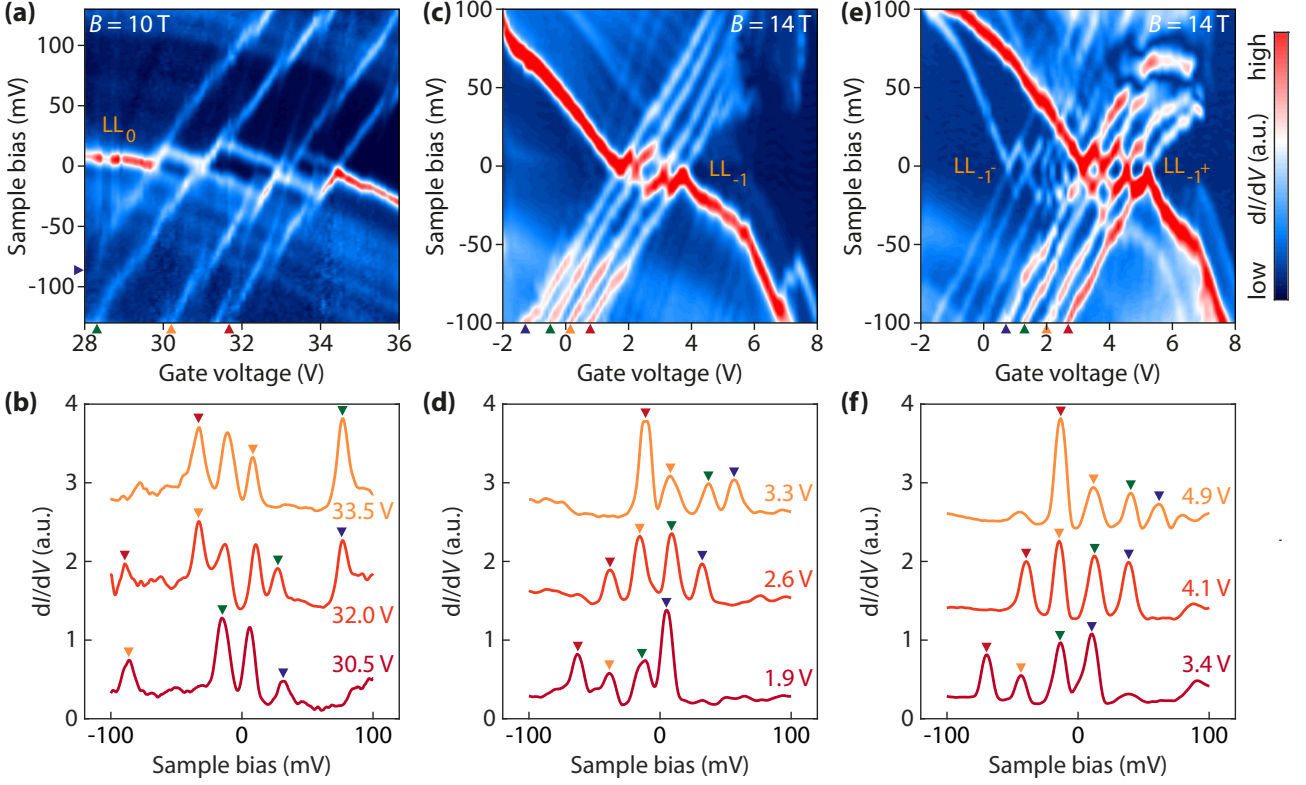 (a)
B = 10 T
LL0
Sample bias (mV)
100
50
0
-50
-100
28
30
32
34
36
Gate voltage (V)
(c)
B = 14 T
LL-1
Sample bias (mV)
100
50
0
-50
-100
-2
0
2
4
6
8
Gate voltage (V)
(e)
B = 14 T
LL-1-
LL-1+
Sample bias (mV)
100
50
0
-50
-100
-2
0
2
4
6
8
Gate voltage (V)
high
dI/dV (a.u.)
low
(b)
dI/dV (a.u.)
4
3
2
1
0
33.5 V
32.0 V
30.5 V
-100
0
100
Sample bias (mV)
(d)
dI/dV (a.u.)
4
3
2
1
0
3.3 V
2.6 V
1.9 V
-100
0
100
Sample bias (mV)
(f)
dI/dV (a.u.)
4
3
2
1
0
4.9 V
4.1 V
3.4 V
-100
0
100
Sample bias (mV)